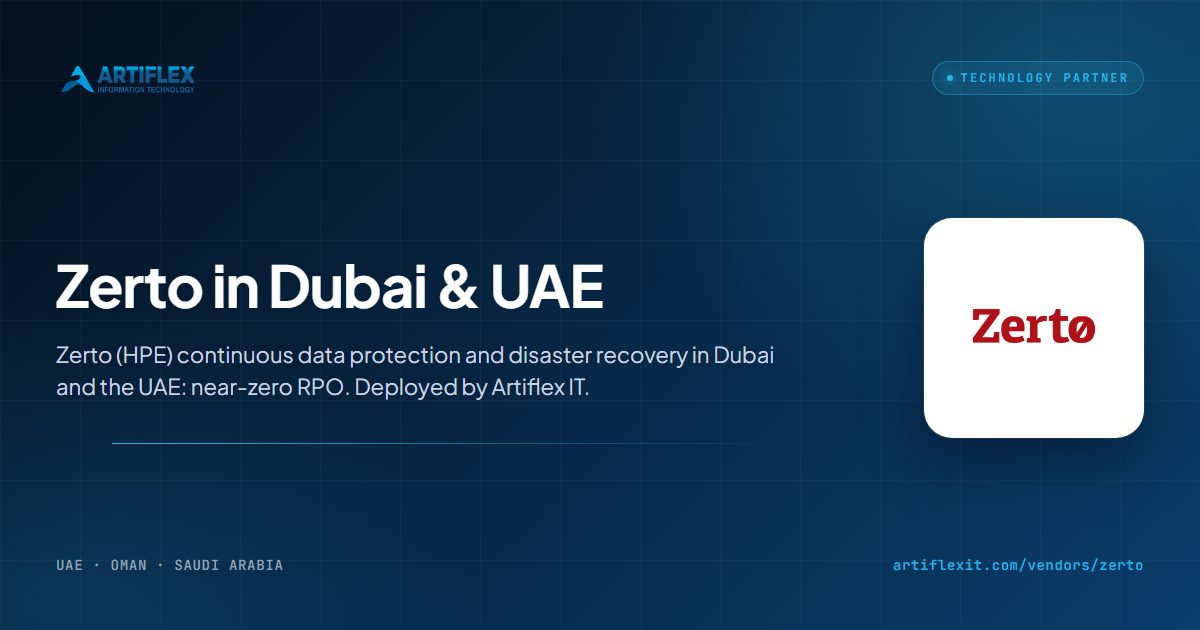 ARTIFLEX
INFORMATION TECHNOLOGY
TECHNOLOGY PARTNER
Zerto in Dubai & UAE
Zerto (HPE) continuous data protection and disaster recovery in Dubai
and the UAE: near-zero RPO. Deployed by Artiflex IT.
Zertø
UAE · OMAN · SAUDI ARABIA
artiflexit.com/vendors/zerto